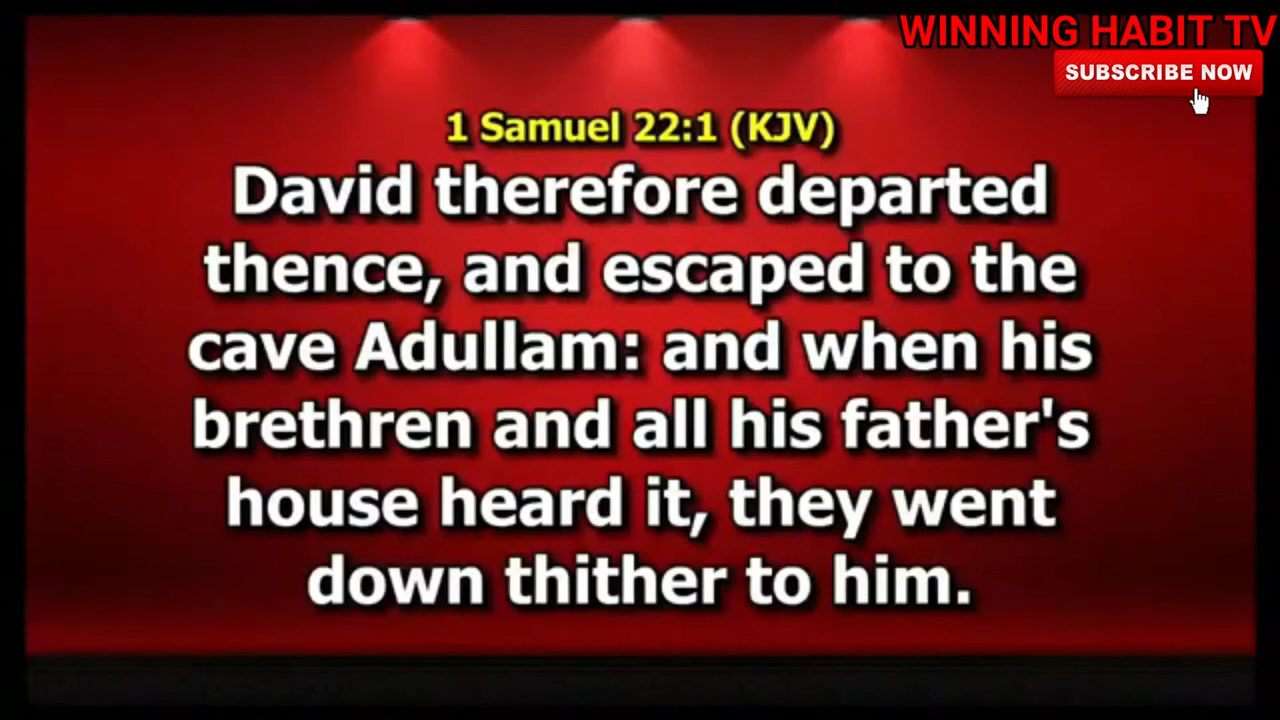 WINNING HABIT TV
SUBSCRIBE NOW
1 Samuel 22:1 (KJV)
David therefore departed
thence, and escaped to the
cave Adullam: and when his
brethren and all his father's
house heard it, they went
down thither to him.